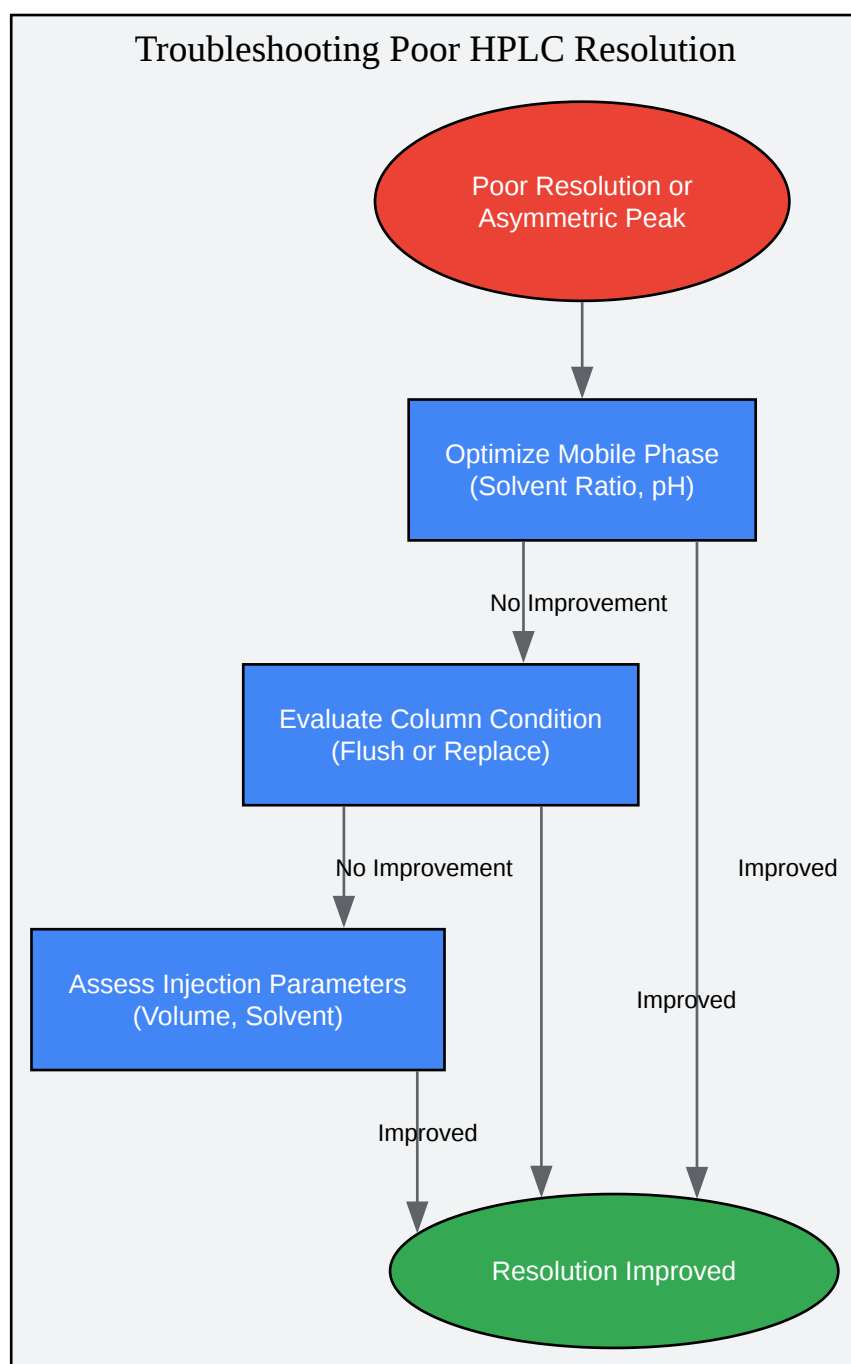 Troubleshooting Poor HPLC Resolution
Poor Resolution or
Asymmetric Peak
Optimize Mobile Phase
(Solvent Ratio, pH)
No Improvement
Evaluate Column Condition
(Flush or Replace)
No Improvement
Improved
Assess Injection Parameters
(Volume, Solvent)
Improved
Improved
Resolution Improved